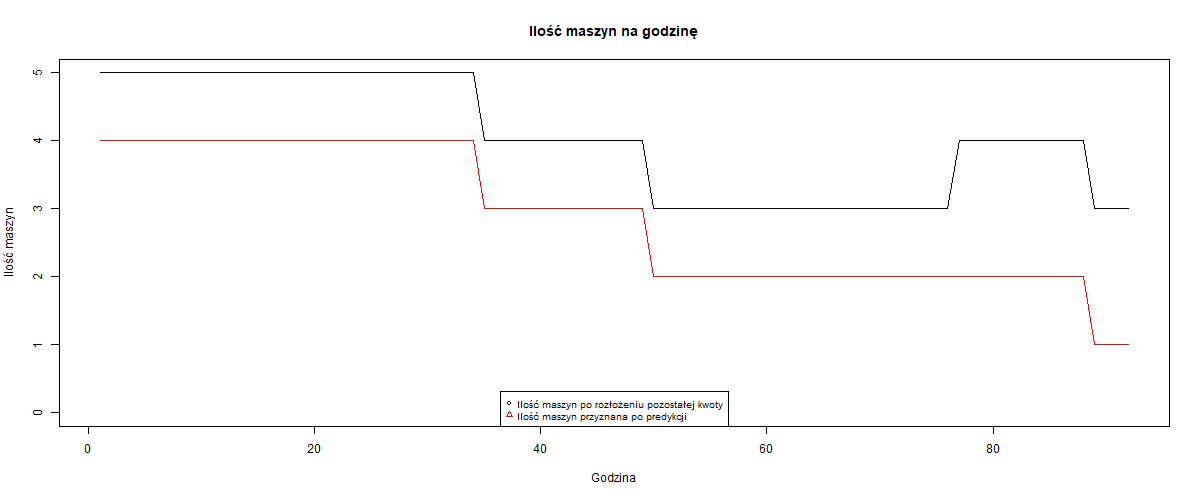 Ilość maszyn na godzinę
Ilość maszyn
5
4
3
2
1
0
Ilość maszyn po rozłożeniu pozostałej kwoty
Ilość maszyn przyznana po predykcji
0 20 40 60 80
Godzina